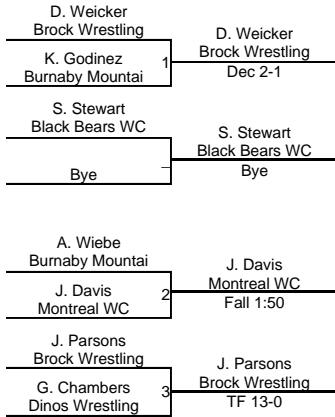 D. Weicker
Brock Wrestling
K. Godinez
Burnaby Mountai
1
D. Weicker
Brock Wrestling
Dec 2-1
S. Stewart
Black Bears WC
Bye
S. Stewart
Black Bears WC
Bye
A. Wiebe
Burnaby Mountai
J. Davis
Montreal WC
2
J. Davis
Montreal WC
Fall 1:50
J. Parsons
Brock Wrestling
G. Chambers
Dinos Wrestling
3
J. Parsons
Brock Wrestling
TF 13-0